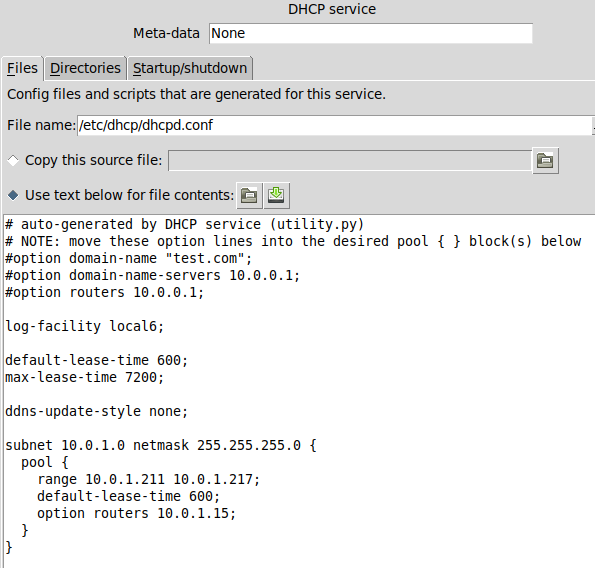 DHCP service
Meta-data None
Files Directories Startup/shutdown
Config files and scripts that are generated for this service.
File name: /etc/dhcp/dhcpd.conf
Copy this source file:
Use text below for file contents:
# auto-generated by DHCP service (utility.py)
# NOTE: move these option lines into the desired pool { } block(s) below
#option domain-name "test.com";
#option domain-name-servers 10.0.0.1;
#option routers 10.0.0.1;
log-facility local6;
default-lease-time 600;
max-lease-time 7200;
ddns-update-style none;
subnet 10.0.1.0 netmask 255.255.255.0 {
pool {
range 10.0.1.211 10.0.1.217;
default-lease-time 600;
option routers 10.0.1.15;
}
}